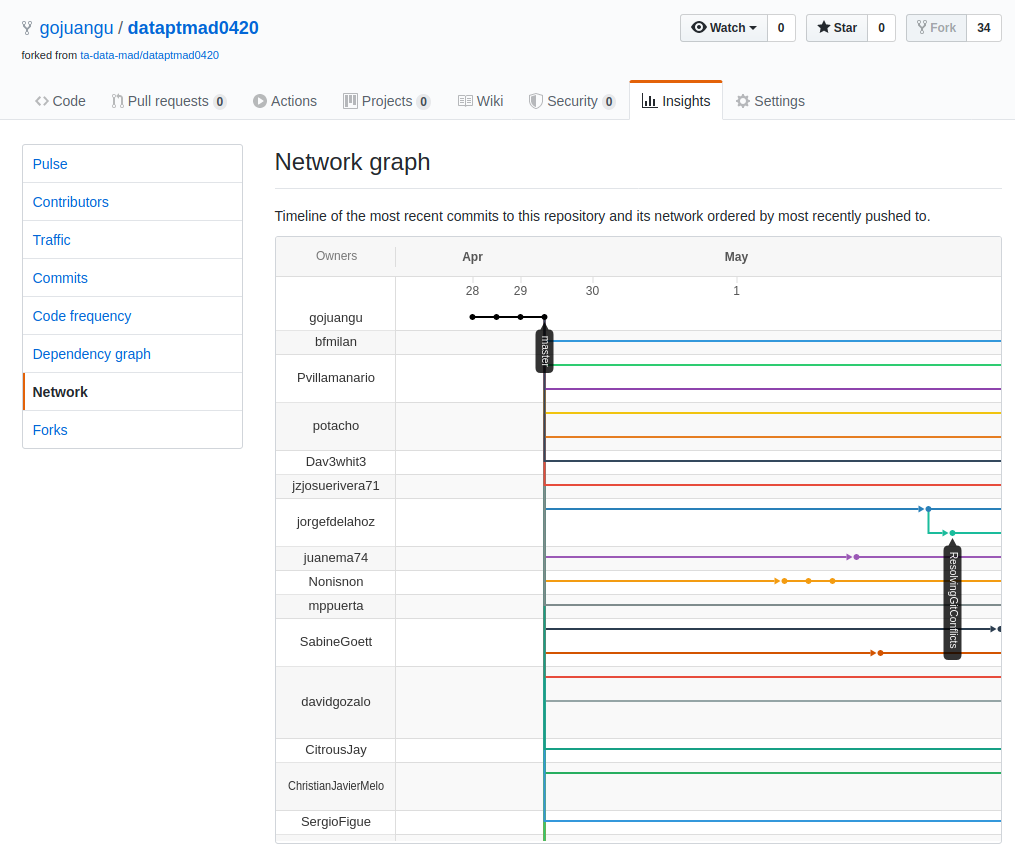 gojuangu / dataptmad0420
Watch 0 Star 0 Fork 34
forked from ta-data-mad/dataptmad0420
Code Pull requests 0 Actions Projects 0 Wiki Security 0 Insights Settings
Pulse
Contributors
Traffic
Commits
Code frequency
Dependency graph
Network
Forks
Network graph
Timeline of the most recent commits to this repository and its network ordered by most recently pushed to.
Owners Apr May
28 29 30 1
gojuangu
master
bfmilan
Pvillamanario
potacho
Dav3whit3
jzjosuerivera71
jorgefdelahoz
ResolvingGitConflicts
juanema74
Nonisnon
mppuerta
SabineGoett
davidgozalo
CitrousJay
ChristianJavierMelo
SergioFigue